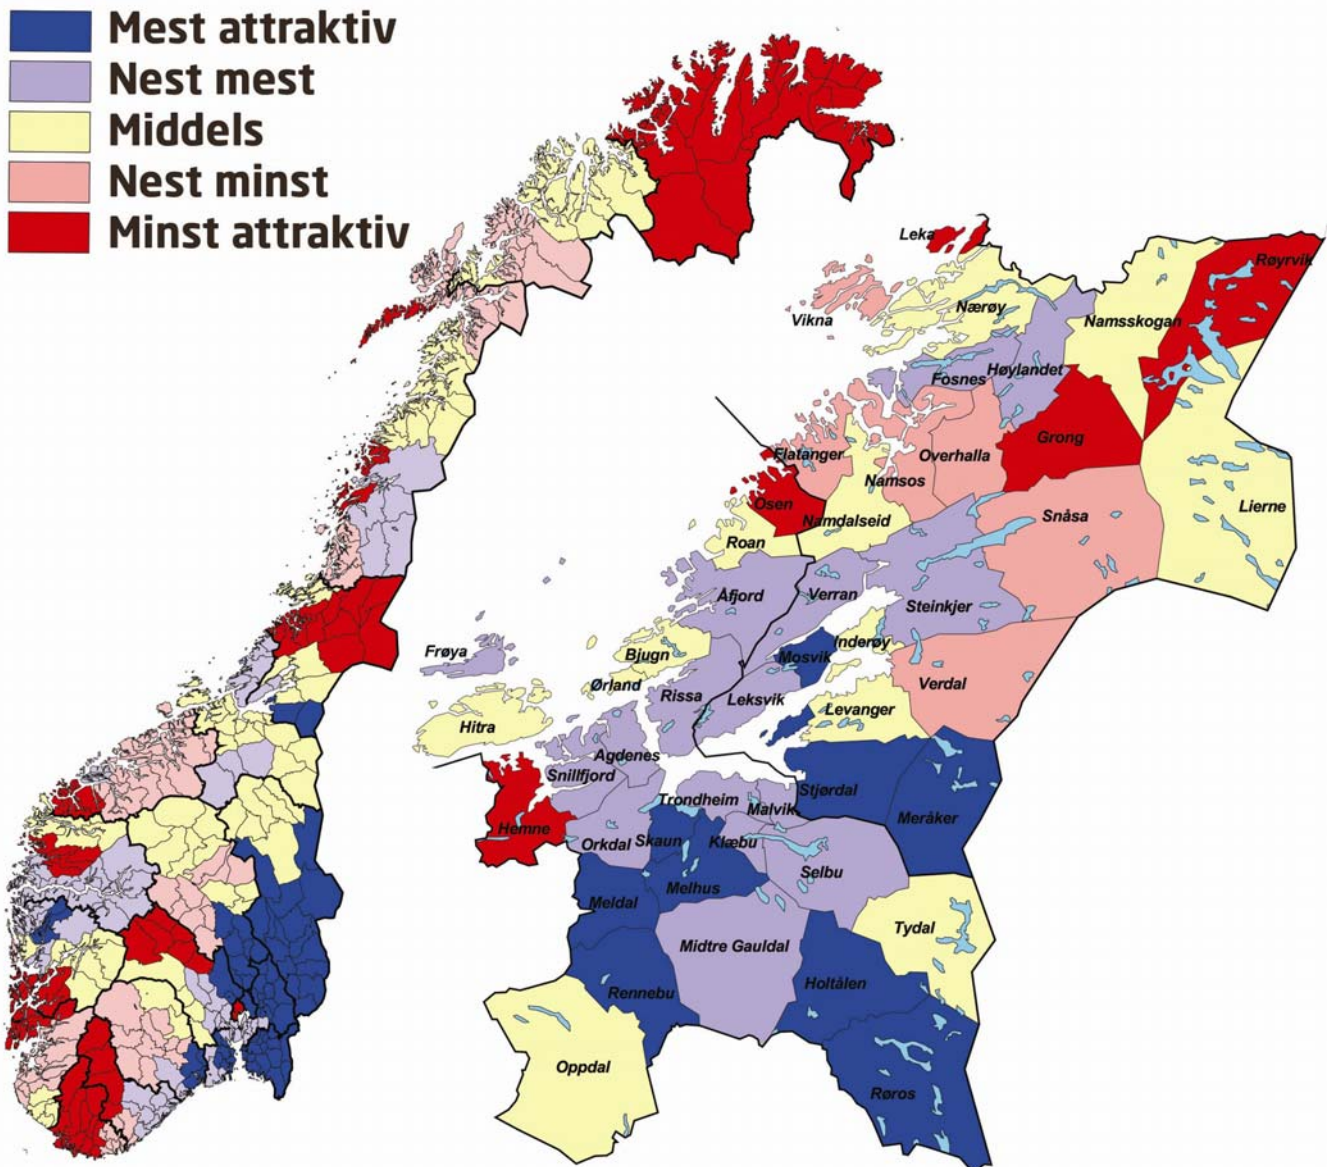 Mest attraktiv
Nest mest
Middels
Nest minst
Minst attraktiv
Leka
Røyrvik
Vikna
Nærøy
Namsskogan
Fosnes
Høylandet
Grong
Flatanger
Overhalla
Namsos
Osen
Namdalseid
Snåsa
Lierne
Roan
Åfjord
Verran
Steinkjer
Frøya
Bjugn
Mosvik
Inderøy
Ørland
Rissa
Leksvik
Verdal
Hitra
Levanger
Agdenes
Snillfjord
Trondheim
Malvik
Stjørdal
Meråker
Hemne
Orkdal
Skaun
Klæbu
Selbu
Melhus
Meldal
Tydal
Midtre Gauldal
Rennebu
Holtålen
Oppdal
Røros